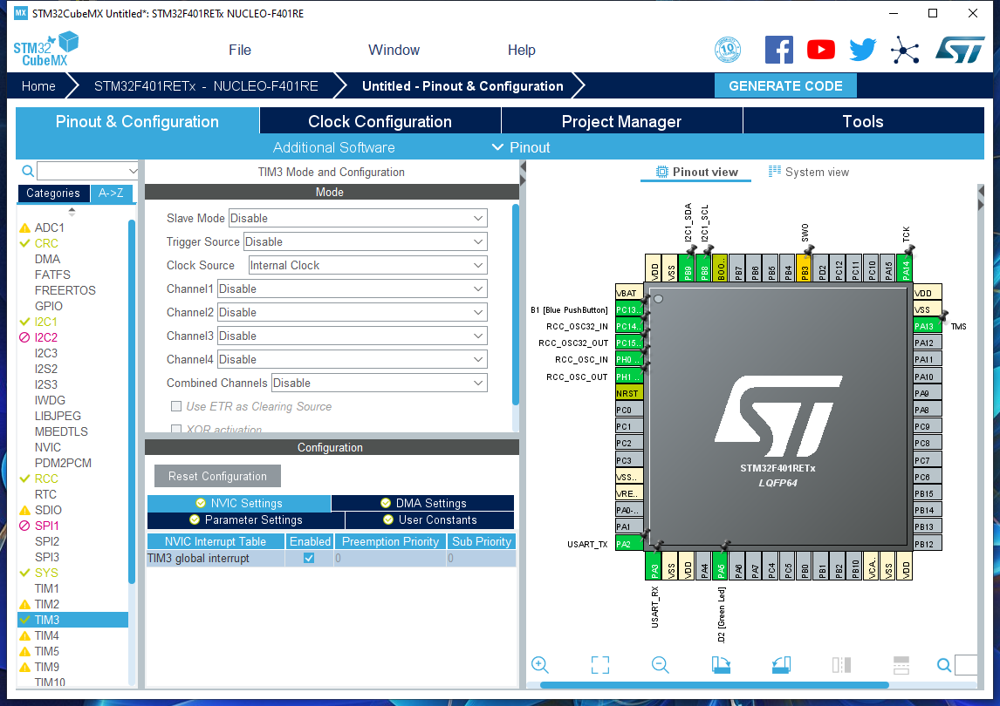 STM32CubeMX Untitled*: STM32F401RETx NUCLEO-F401RE
MX
STM32
CubeMX
File
Window
Help
10
Home
STM32F401RETx - NUCLEO-F401RE
Untitled - Pinout & Configuration
GENERATE CODE
Pinout & Configuration
Clock Configuration
Project Manager
Tools
Additional Software
Pinout
Categories
A->Z
ADC1
CRC
DMA
FATFS
FREERTOS
GPIO
I2C1
I2C2
I2C3
I2S2
I2S3
IWDG
LIBJPEG
MBEDTLS
NVIC
PDM2PCM
RCC
RTC
SDIO
SPI1
SPI2
SPI3
SYS
TIM1
TIM2
TIM3
TIM4
TIM5
TIM9
TIM10
TIM3 Mode and Configuration
Mode
Slave Mode Disable
Trigger Source Disable
Clock Source Internal Clock
Channel1 Disable
Channel2 Disable
Channel3 Disable
Channel4 Disable
Combined Channels Disable
Use ETR as Clearing Source
XOR activation
Configuration
Reset Configuration
NVIC Settings
DMA Settings
Parameter Settings
User Constants
NVIC Interrupt Table Enabled Preemption Priority Sub Priority
TIM3 global interrupt 0 0
Pinout view
System view
I2C1_SDA
I2C1_SCL
SWO
TCK
VDD
VSS
PB9
PB8
BOO..
PB7
PB6
PB5
PB4
PB3
PD2
PC12
PC11
PC10
PA15
PA14
VBAT
B1 [Blue PushButton] PC13..
RCC_OSC32_IN PC14..
RCC_OSC32_OUT PC15..
RCC_OSC_IN PH0 ..
RCC_OSC_OUT PH1 ..
NRST
PC0
PC1
PC2
PC3
VSS..
VRE..
PA0-..
PA1
USART_TX PA2
VDD
VSS
PA13 TMS
PA12
PA11
PA10
PA9
PA8
PC9
PC8
PC7
PC6
PB15
PB14
PB13
PB12
STM32F401RETx
LQFP64
PA3
VSS
VDD
PA4
PA5
PA6
PA7
PC4
PC5
PB0
PB1
PB2
PB10
VCA..
VSS
VDD
USART_RX
.D2 [Green Led]